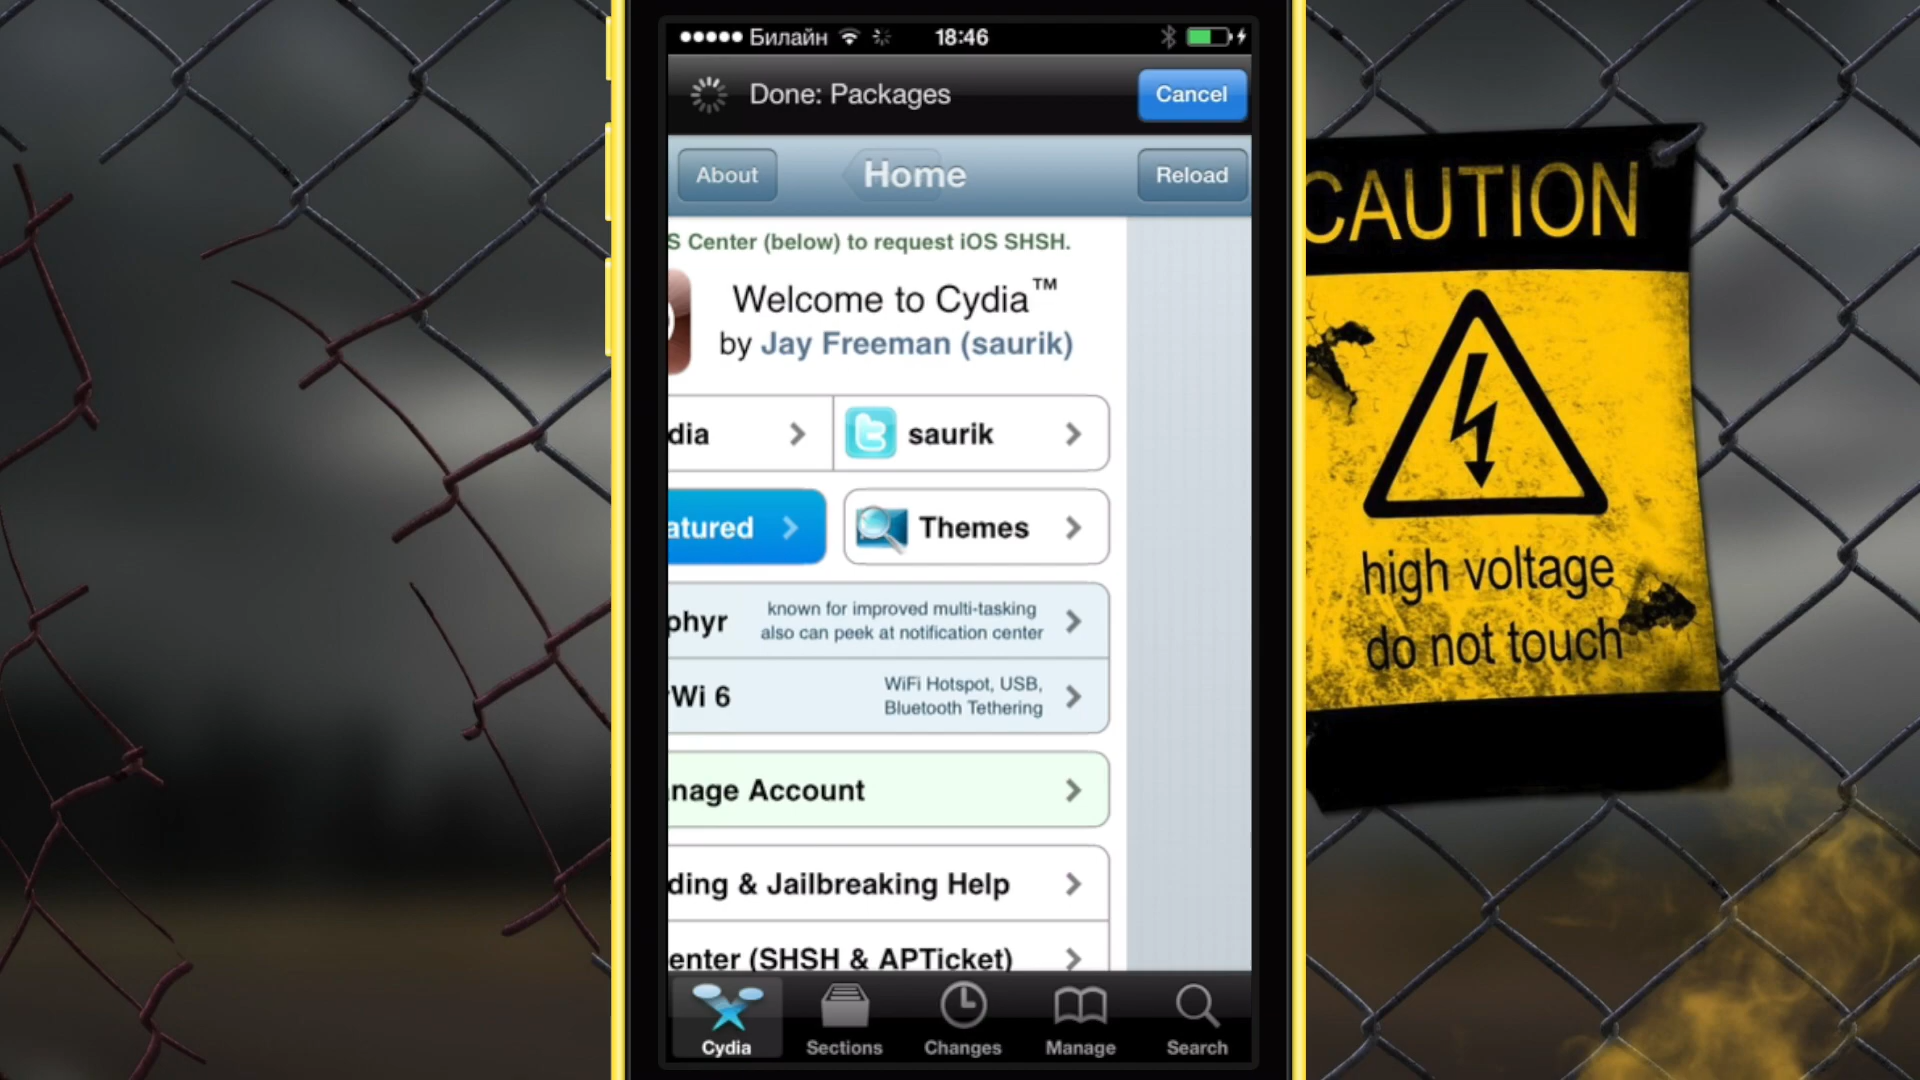 Билайн 18:46
Done: Packages Cancel
About Home Reload
S Center (below) to request iOS SHSH.
Welcome to Cydia™
by Jay Freeman (saurik)
dia saurik
atured Themes
phyr known for improved multi-tasking
also can peek at notification center
Wi 6 WiFi Hotspot, USB,
Bluetooth Tethering
nage Account
ding & Jailbreaking Help
enter (SHSH & APTicket)
Cydia Sections Changes Manage Search
CAUTION
high voltage
do not touch